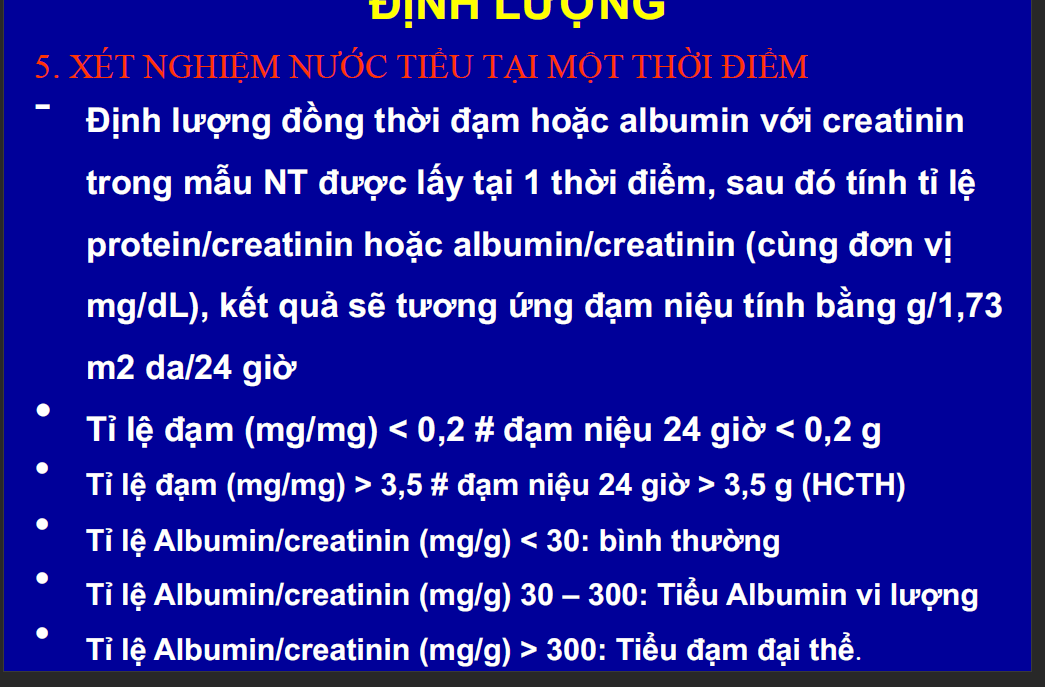 ĐỊNH LƯỢNG
5. XÉT NGHIỆM NƯỚC TIỂU TẠI MỘT THỜI ĐIỂM
- Định lượng đồng thời đạm hoặc albumin với creatinin
trong mẫu NT được lấy tại 1 thời điểm, sau đó tính tỉ lệ
protein/creatinin hoặc albumin/creatinin (cùng đơn vị
mg/dL), kết quả sẽ tương ứng đạm niệu tính bằng g/1,73
m2 da/24 giờ
• Tỉ lệ đạm (mg/mg) < 0,2 # đạm niệu 24 giờ < 0,2 g
• Tỉ lệ đạm (mg/mg) > 3,5 # đạm niệu 24 giờ > 3,5 g (HCTH)
• Tỉ lệ Albumin/creatinin (mg/g) < 30: bình thường
• Tỉ lệ Albumin/creatinin (mg/g) 30 – 300: Tiểu Albumin vi lượng
• Tỉ lệ Albumin/creatinin (mg/g) > 300: Tiểu đạm đại thể.